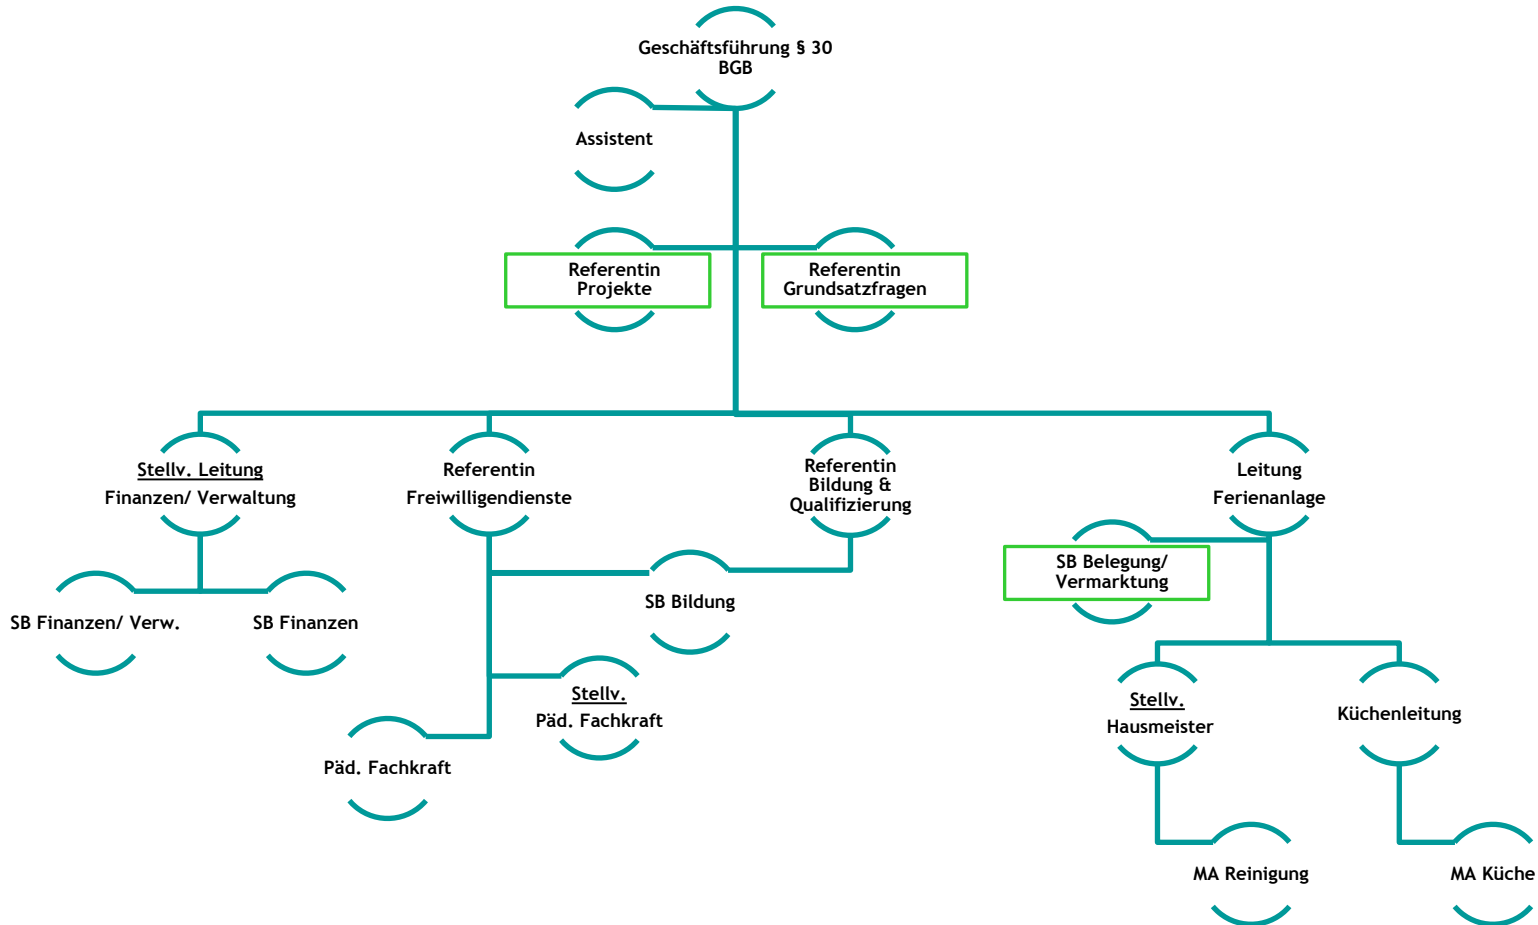 Geschäftsführung § 30
BGB
Assistent
Referentin
Projekte
Referentin
Grundsatzfragen
Stellv. Leitung
Finanzen/ Verwaltung
Referentin
Freiwilligendienste
Referentin
Bildung &
Qualifizierung
Leitung
Ferienanlage
SB Finanzen/ Verw.
SB Finanzen
SB Bildung
SB Belegung/
Vermarktung
Stellv.
Päd. Fachkraft
Päd. Fachkraft
Stellv.
Hausmeister
Küchenleitung
MA Reinigung
MA Küche